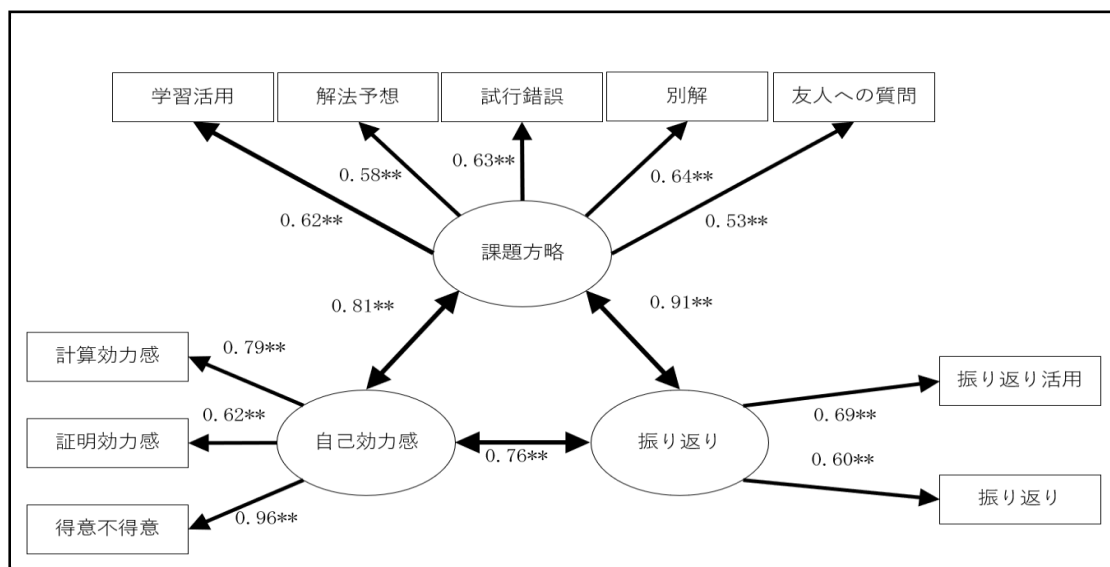 学習活用
解法予想
試行錯誤
別解
友人への質問
0.58**
0.63**
0.64**
0.62**
0.53**
課題方略
0.81**
0.91**
計算効力感
0.79**
振り返り活用
0.69**
証明効力感
0.62**
自己効力感
0.76**
振り返り
0.60**
得意不得意
0.96**
振り返り